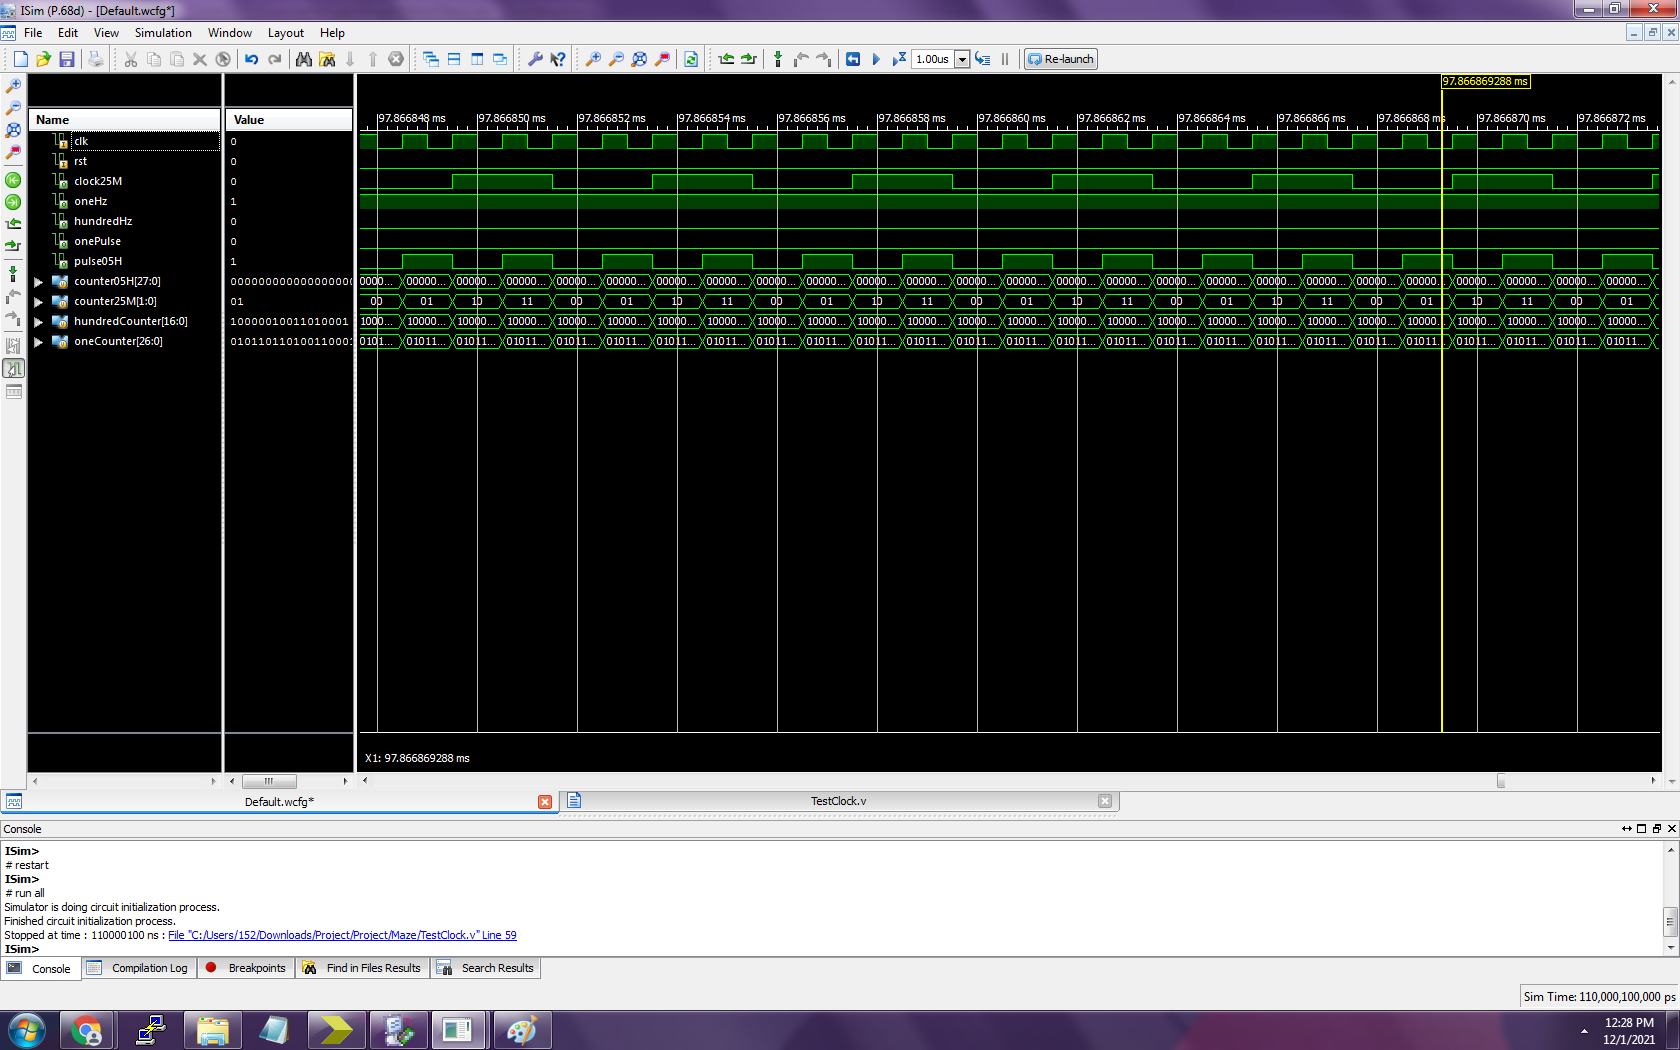 ISim (P.68d) - [Default.wcfg*]
File Edit View Simulation Window Layout Help
1.00us Re-launch
97.866869288 ms
Name Value
97.866848 ms 97.866850 ms 97.866852 ms 97.866854 ms 97.866856 ms 97.866858 ms 97.866860 ms 97.866862 ms 97.866864 ms 97.866866 ms 97.866868 ms 97.866870 ms 97.866872 ms
clk 0
rst 0
clock25M 0
oneHz 1
hundredHz 0
onePulse 0
pulse05H 1
counter05H[27:0] 00000000000000000000 0000... 00000... 00000... 00000... 00000... 00000... 00000... 00000... 00000... 00000... 00000... 00000... 00000... 00000... 00000... 00000... 00000... 00000... 00000... 00000... 00000... 00000... 00000... 00000... 00000... 00000...
counter25M[1:0] 01 00 01 10 11 00 01 10 11 00 01 10 11 00 01 10 11 00 01 10 11 00 01 10 11 00 01
hundredCounter[16:0] 10000010011010001 1000... 10000... 10000... 10000... 10000... 10000... 10000... 10000... 10000... 10000... 10000... 10000... 10000... 10000... 10000... 10000... 10000... 10000... 10000... 10000... 10000... 10000... 10000... 10000... 10000... 10000...
oneCounter[26:0] 010110110100110001 0101... 01011... 01011... 01011... 01011... 01011... 01011... 01011... 01011... 01011... 01011... 01011... 01011... 01011... 01011... 01011... 01011... 01011... 01011... 01011... 01011... 01011... 01011... 01011... 01011... 01011...
X1: 97.866869288 ms
Default.wcfg* TestClock.v
Console
ISim>
# restart
ISim>
# run all
Simulator is doing circuit initialization process.
Finished circuit initialization process.
Stopped at time : 110000100 ns : File "C:/Users/152/Downloads/Project/Project/Maze/TestClock.v" Line 59
ISim>
Console Compilation Log Breakpoints Find in Files Results Search Results
Sim Time: 110,000,100,000 ps
12:28 PM
12/1/2021